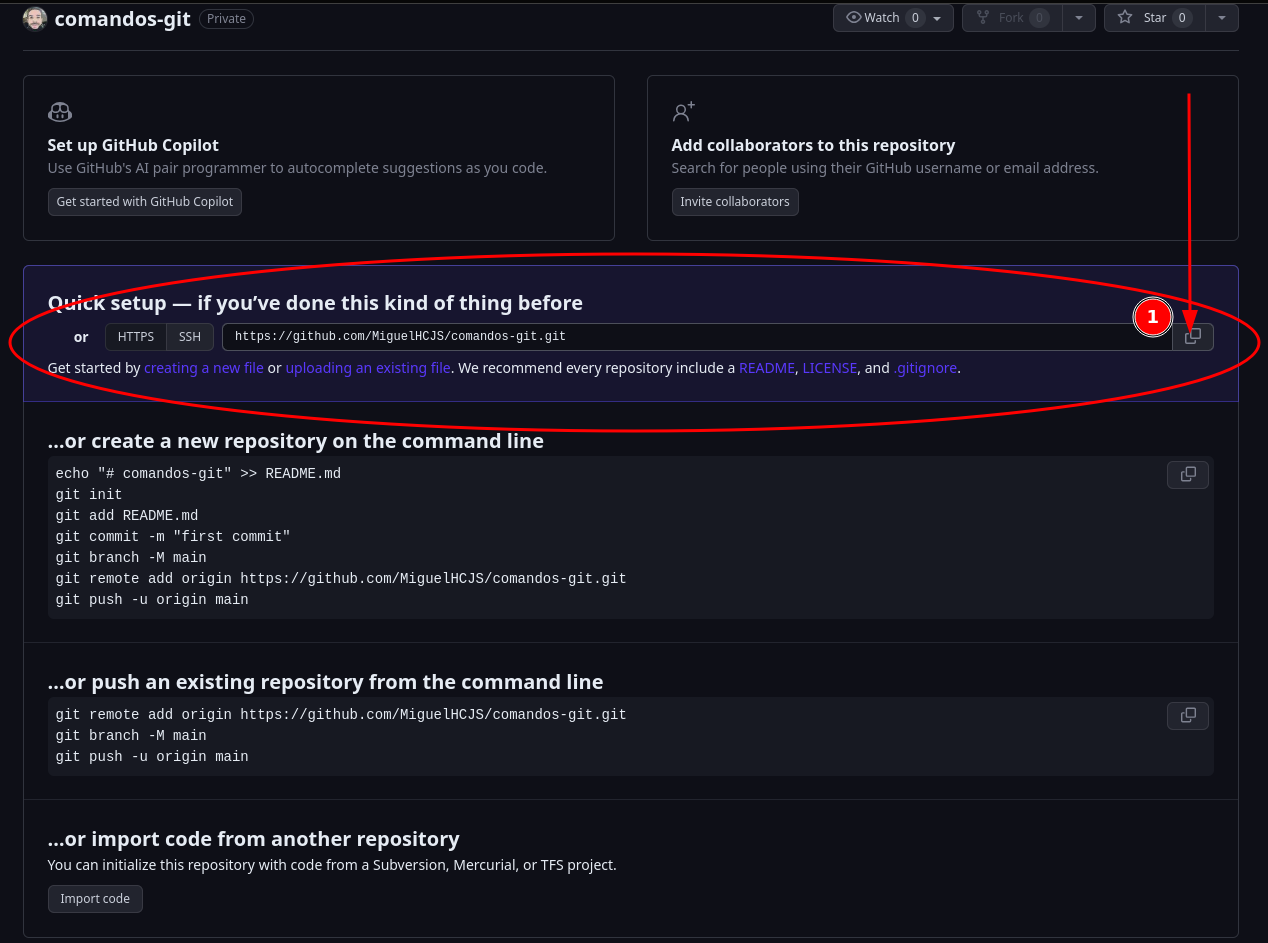 comandos-git Private
Watch 0
Fork 0
Star 0
Set up GitHub Copilot
Use GitHub's AI pair programmer to autocomplete suggestions as you code.
Get started with GitHub Copilot
Add collaborators to this repository
Search for people using their GitHub username or email address.
Invite collaborators
Quick setup — if you’ve done this kind of thing before
1
or HTTPS SSH https://github.com/MiguelHCJS/comandos-git.git
Get started by creating a new file or uploading an existing file. We recommend every repository include a README, LICENSE, and .gitignore.
…or create a new repository on the command line
echo "# comandos-git" >> README.md
git init
git add README.md
git commit -m "first commit"
git branch -M main
git remote add origin https://github.com/MiguelHCJS/comandos-git.git
git push -u origin main
…or push an existing repository from the command line
git remote add origin https://github.com/MiguelHCJS/comandos-git.git
git branch -M main
git push -u origin main
…or import code from another repository
You can initialize this repository with code from a Subversion, Mercurial, or TFS project.
Import code